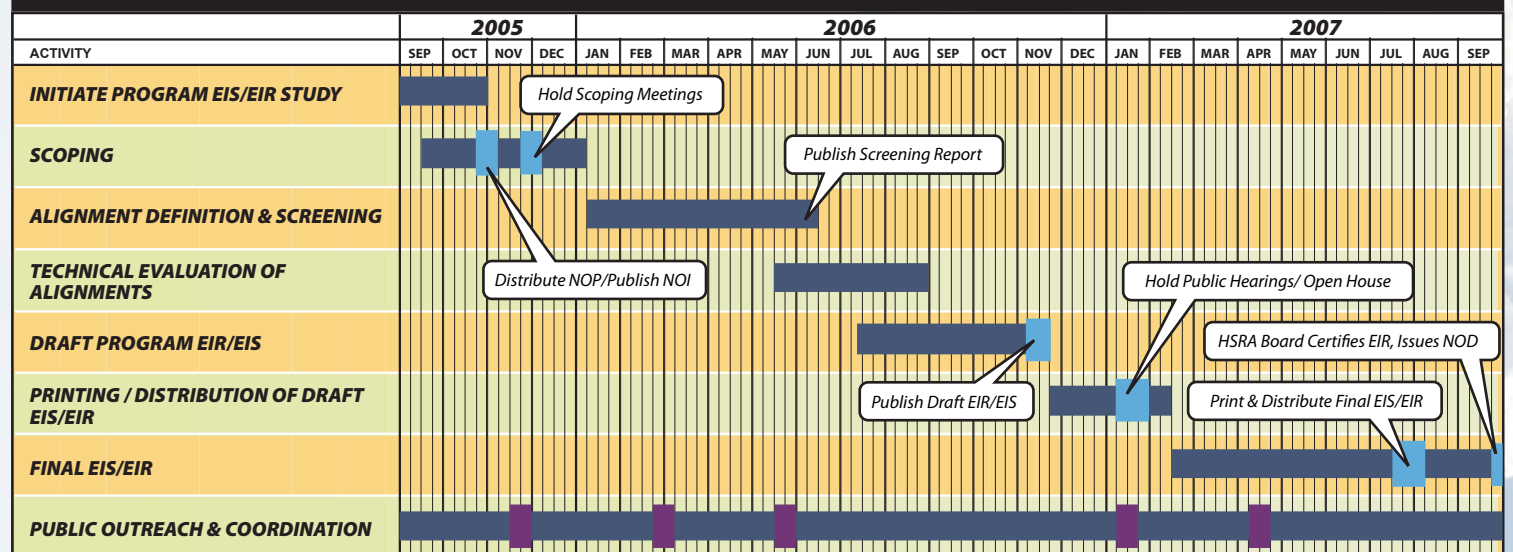 2005 2006 2007
ACTIVITY SEP OCT NOV DEC JAN FEB MAR APR MAY JUN JUL AUG SEP OCT NOV DEC JAN FEB MAR APR MAY JUN JUL AUG SEP
INITIATE PROGRAM EIS/EIR STUDY
Hold Scoping Meetings
SCOPING
Publish Screening Report
ALIGNMENT DEFINITION & SCREENING
TECHNICAL EVALUATION OF
ALIGNMENTS
Distribute NOP/Publish NOI
Hold Public Hearings/ Open House
DRAFT PROGRAM EIR/EIS
HSRA Board Certifies EIR, Issues NOD
PRINTING / DISTRIBUTION OF DRAFT
EIS/EIR
Publish Draft EIR/EIS
Print & Distribute Final EIS/EIR
FINAL EIS/EIR
PUBLIC OUTREACH & COORDINATION